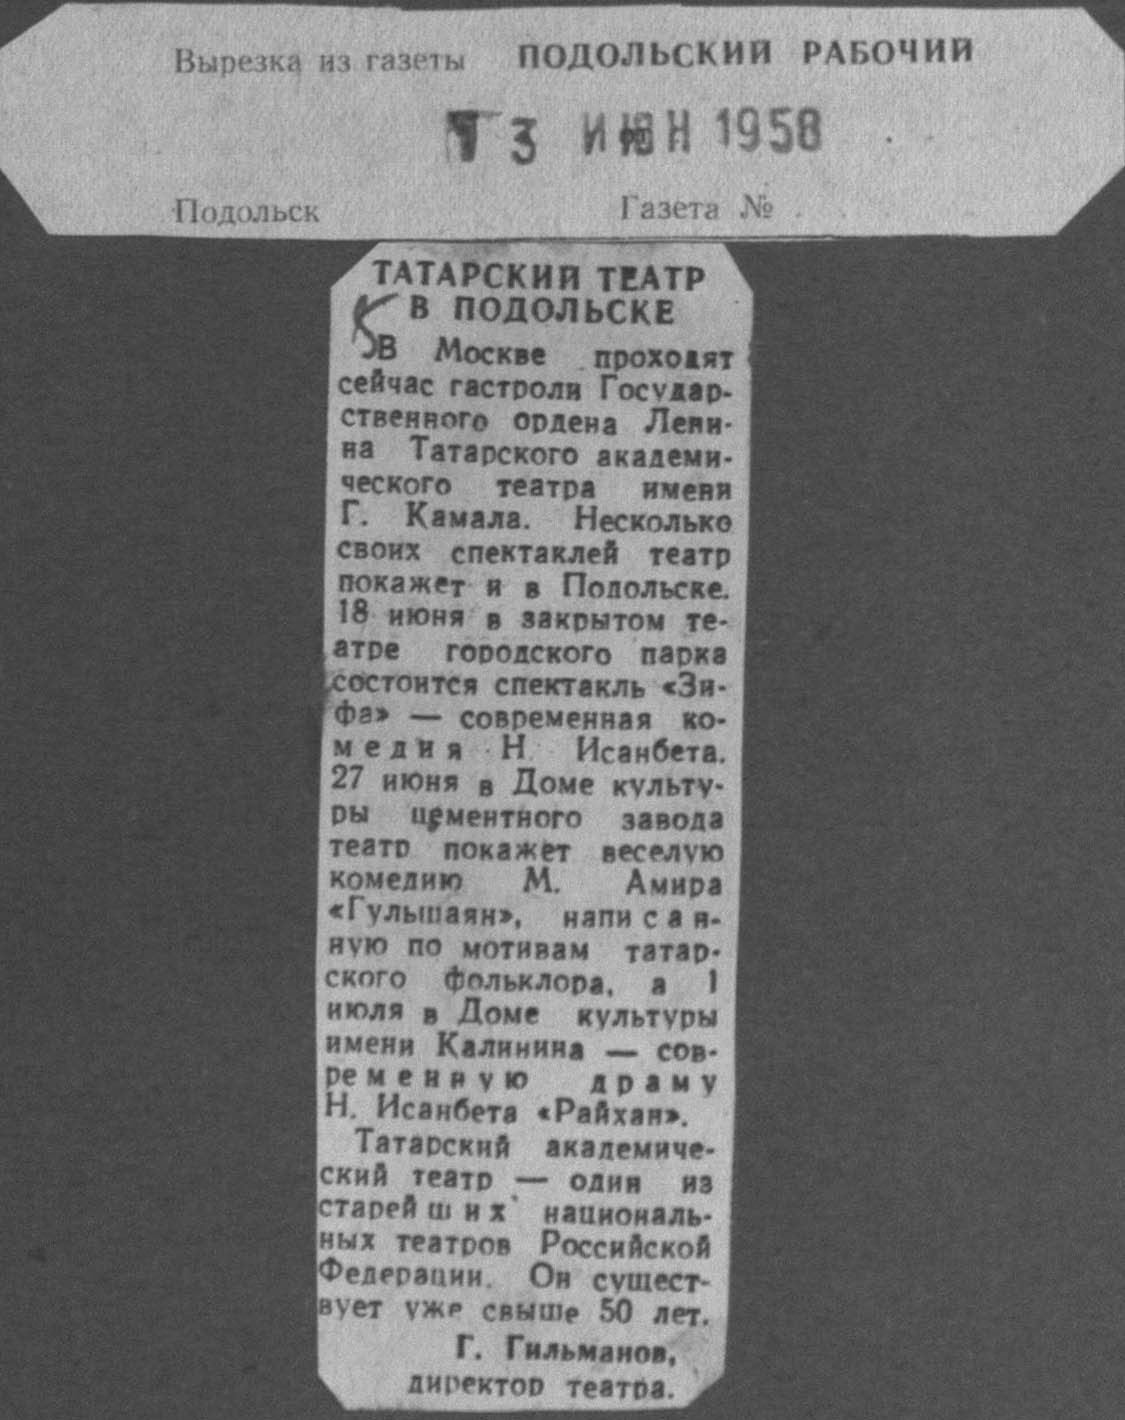 Вырезка из газеты ПОДОЛЬСКИЙ РАБОЧИЙ
13 ИЮН 1958
Подольск Газета №
ТАТАРСКИЙ ТЕАТР
В ПОДОЛЬСКЕ
В Москве проходят
сейчас гастроли Государ-
ственного ордена Лени-
на Татарского академи-
ческого театра имени
Г. Камала. Несколько
своих спектаклей театр
покажет и в Подольске.
18 июня в закрытом те-
атре городского парка
состоится спектакль «Зи-
фа» — современная ко-
медия Н. Исанбета.
27 июня в Доме культу-
ры цементного завода
театр покажет веселую
комедию М. Амира
«Гульшаян», написан-
ную по мотивам татар-
ского фольклора, а 1
июля в Доме культуры
имени Калинина — сов-
ременную драму
Н. Исанбета «Райхан».
Татарский академиче-
ский театр — один из
старейших националь-
ных театров Российской
Федерации. Он сущест-
вует уже свыше 50 лет.
Г. Гильманов,
директор театра.